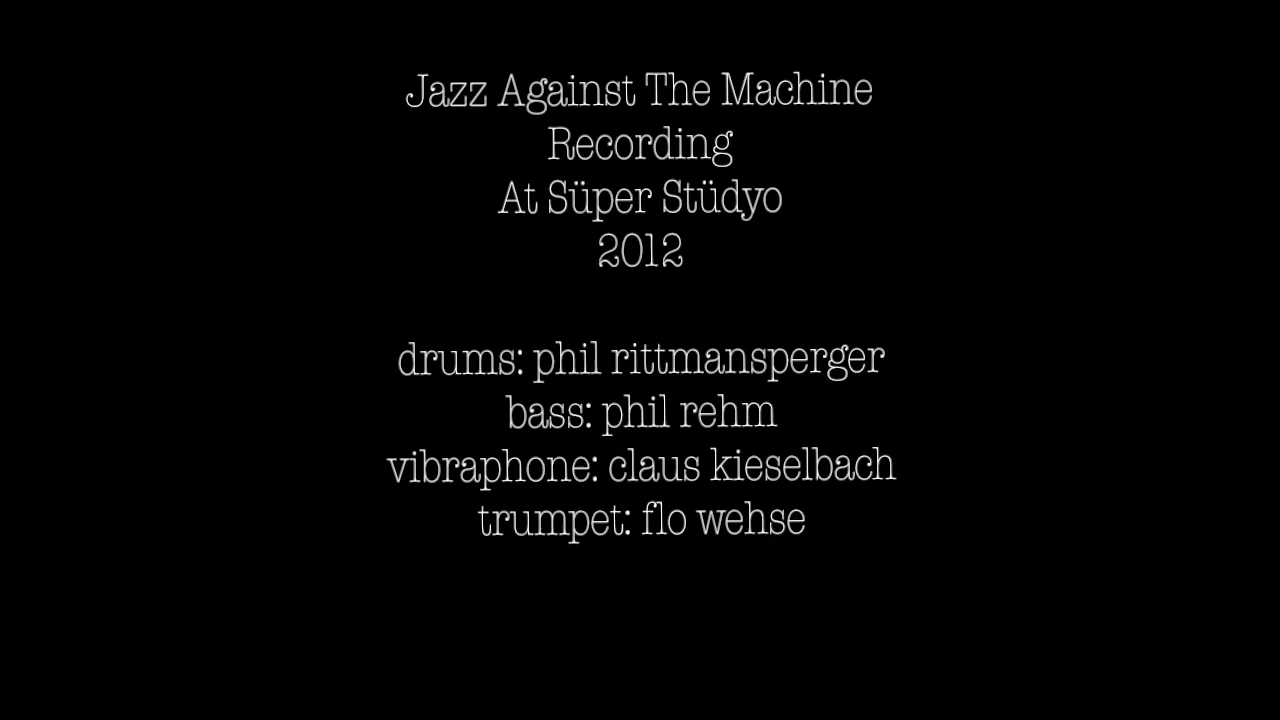 Jazz Against The Machine
Recording
At Süper Stüdyo
2012
drums: phil rittmansperger
bass: phil rehm
vibraphone: claus kieselbach
trumpet: flo wehse